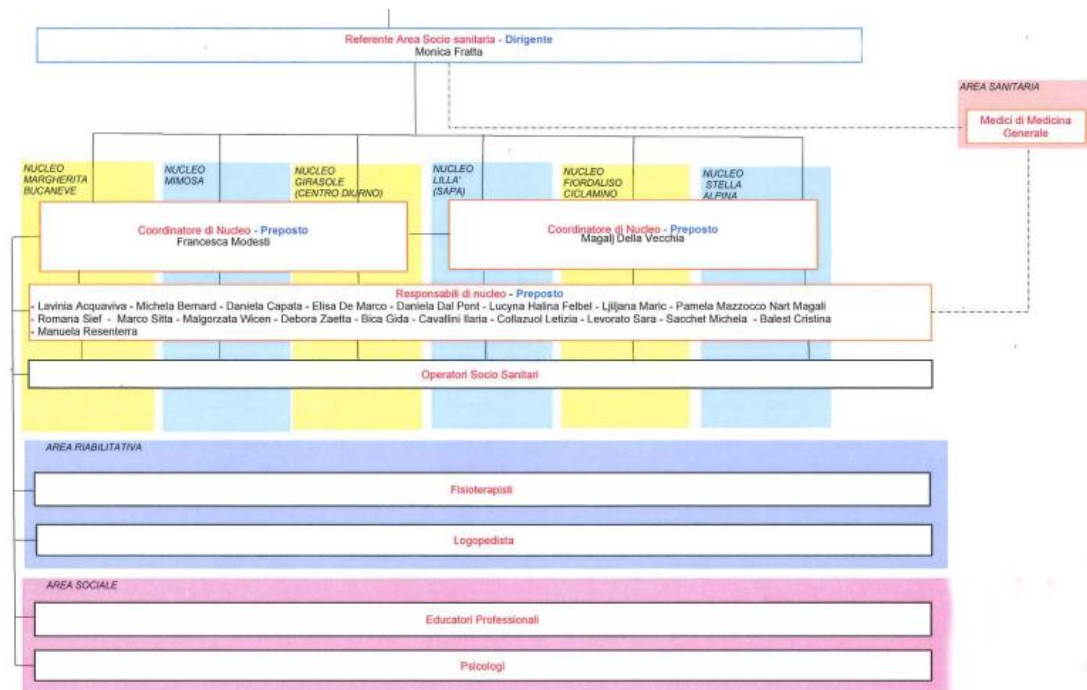 Referente Area Socio sanitaria - Dirigente
Monica Fratta
AREA SANITARIA
Medici di Medicina
Generale
NUCLEO
MARGHERITA
BUCANEVE
NUCLEO
MIMOSA
NUCLEO
GIRASOLE
(CENTRO DIURNO)
NUCLEO
LILLA'
(SAPA)
NUCLEO
FIORDALISO
CICLAMINO
NUCLEO
STELLA
ALPINA
Coordinatore di Nucleo - Preposto
Francesca Modesti
Coordinatore di Nucleo - Preposto
Magalj Della Vecchia
Responsabili di nucleo - Preposto
- Lavinia Acquaviva - Michela Bernard - Daniela Capata - Elisa De Marco - Daniela Dal Pont - Lucyna Halina Felbel - Ljiljana Maric - Pamela Mazzocco Nart Magali
- Romana Sief - Marco Sitta - Malgorzata Wicen - Debora Zaetta - Bica Gida - Cavallini Ilaria - Collazuol Letizia - Levorato Sara - Sacchet Michela - Balest Cristina
- Manuela Resenterra
Operatori Socio Sanitari
AREA RIABILITATIVA
Fisioterapisti
Logopedista
AREA SOCIALE
Educatori Professionali
Psicologi